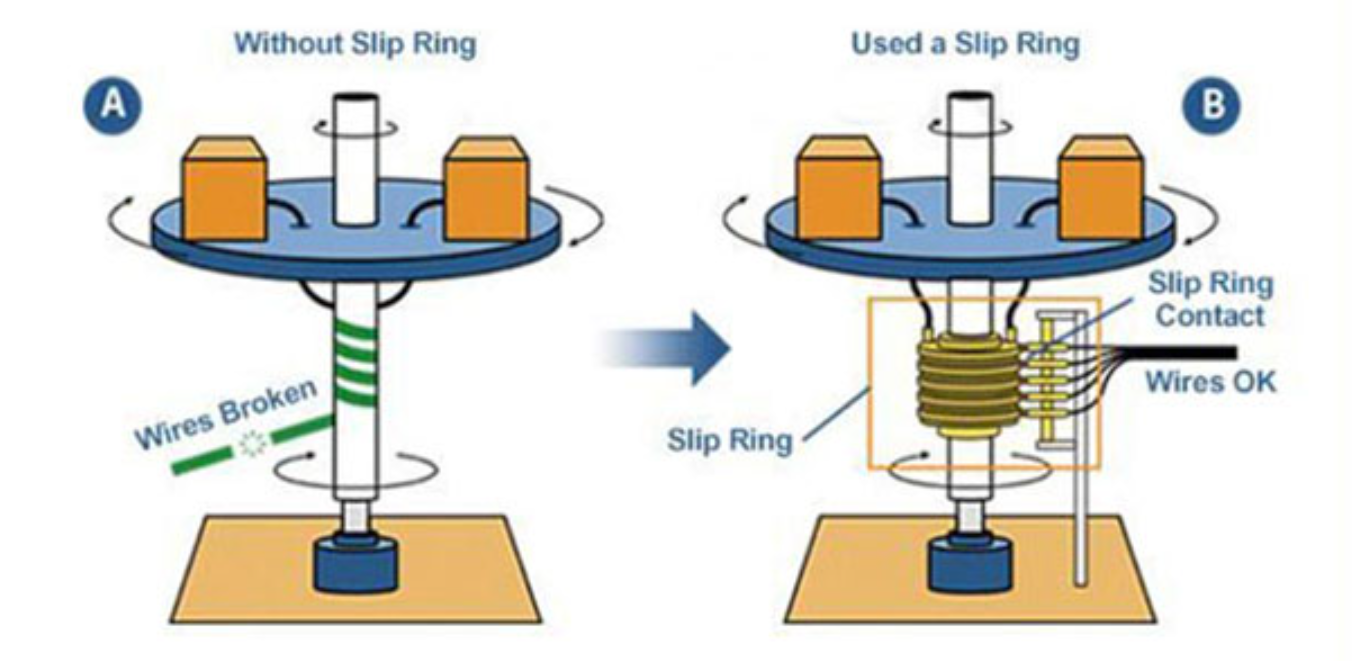 Without Slip Ring
Used a Slip Ring
A
B
Wires Broken
Slip Ring
Contact
Wires OK
Slip Ring